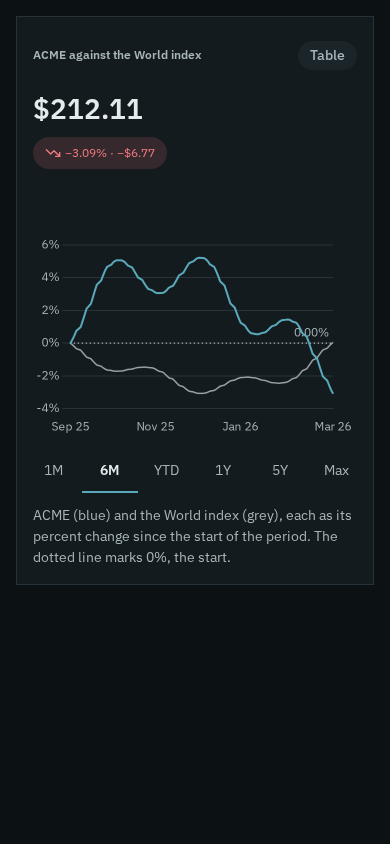 ACME against the World index
Table
$212.11
−3.09% · −$6.77
6%
4%
2%
0.00%
0%
-2%
-4%
Sep 25 Nov 25 Jan 26 Mar 26
1M 6M YTD 1Y 5Y Max
ACME (blue) and the World index (grey), each as its
percent change since the start of the period. The
dotted line marks 0%, the start.